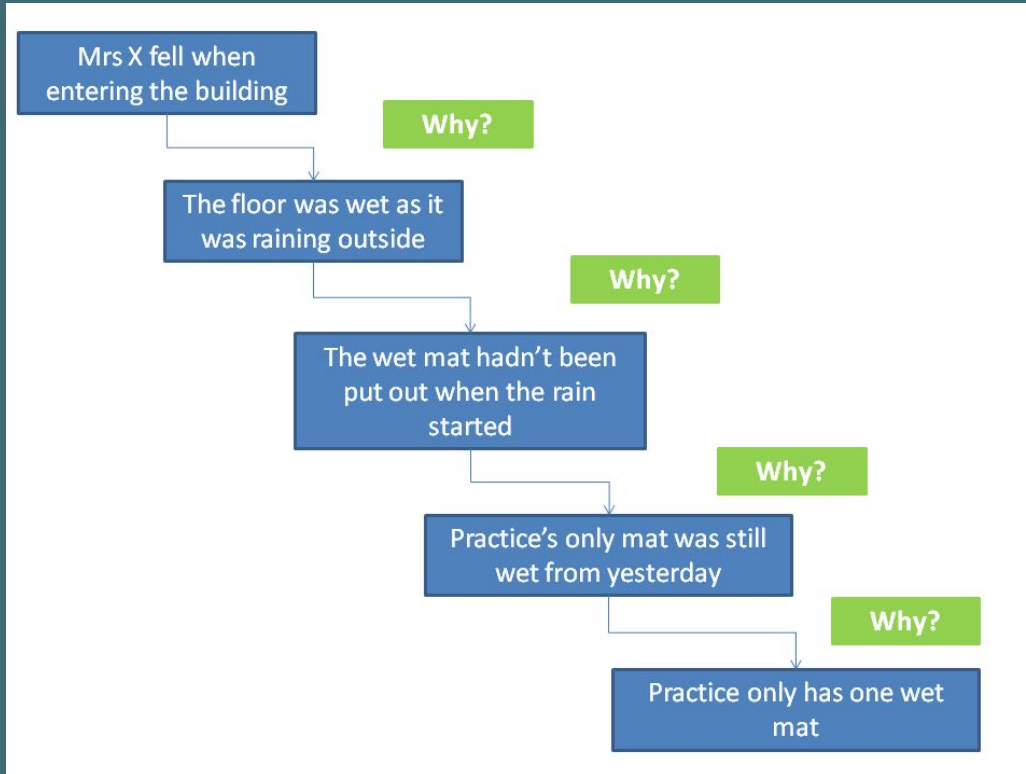 Mrs X fell when
entering the building
Why?
The floor was wet as it
was raining outside
Why?
The wet mat hadn't been
put out when the rain
started
Why?
Practice's only mat was still
wet from yesterday
Why?
Practice only has one wet
mat